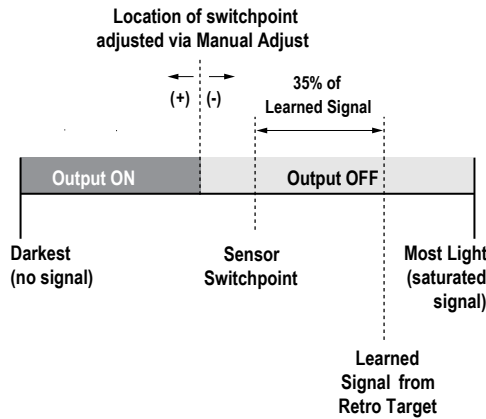 Location of switchpoint
adjusted via Manual Adjust
(+) (-)
35% of
Learned Signal
Output ON
Output OFF
Darkest
(no signal)
Sensor
Switchpoint
Most Light
(saturated
signal)
Learned
Signal from
Retro Target